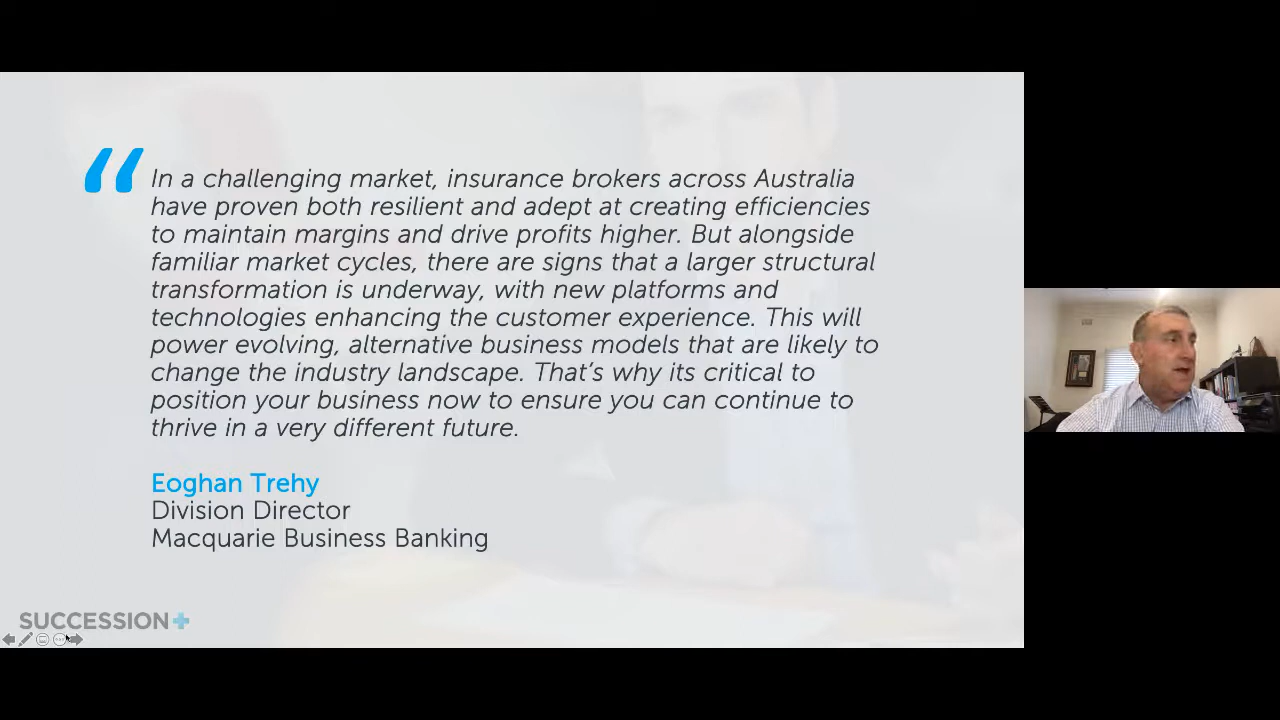 “
In a challenging market, insurance brokers across Australia
have proven both resilient and adept at creating efficiencies
to maintain margins and drive profits higher. But alongside
familiar market cycles, there are signs that a larger structural
transformation is underway, with new platforms and
technologies enhancing the customer experience. This will
power evolving, alternative business models that are likely to
change the industry landscape. That’s why its critical to
position your business now to ensure you can continue to
thrive in a very different future.
Eoghan Trehy
Division Director
Macquarie Business Banking
SUCCESSION+